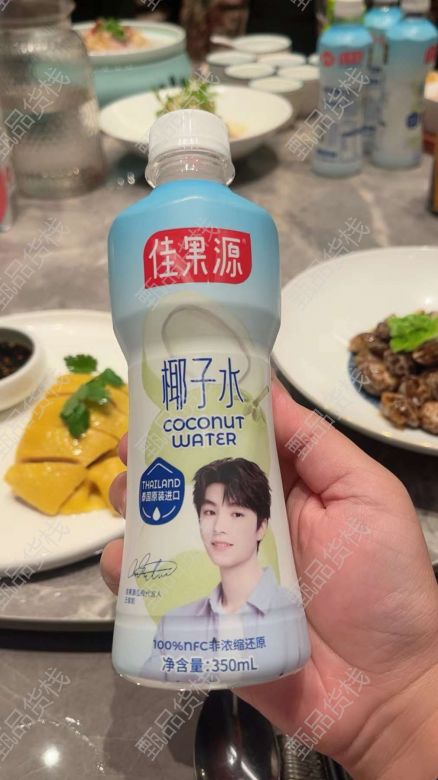 佳果源
椰子水
COCONUT
WATER
THAILAND
泰国原装进口
100%NFC非浓缩还原
净含量:350mL
甄品货栈